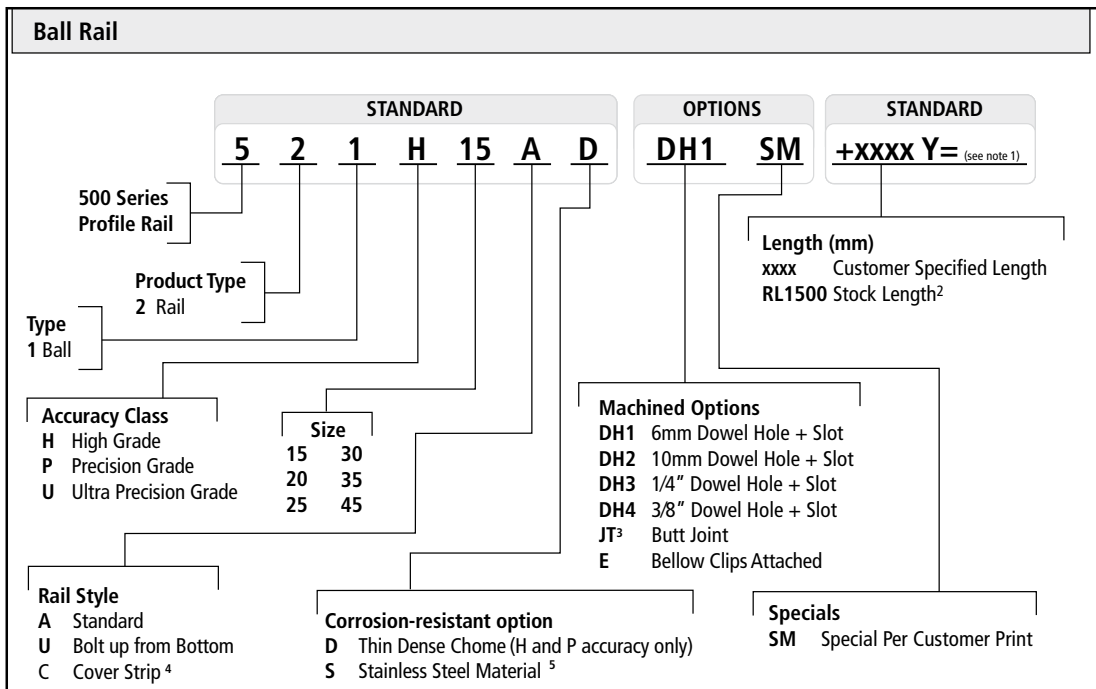 Ball Rail
STANDARD OPTIONS STANDARD
5 2 1 H 15 A D DH1 SM +xxxx Y= (see note 1)
500 Series
Profile Rail
Product Type
2 Rail
Type
1 Ball
Length (mm)
xxxx Customer Specified Length
RL1500 Stock Length²
Accuracy Class
H High Grade
P Precision Grade
U Ultra Precision Grade
Size
15 30
20 35
25 45
Machined Options
DH1 6mm Dowel Hole + Slot
DH2 10mm Dowel Hole + Slot
DH3 1/4” Dowel Hole + Slot
DH4 3/8” Dowel Hole + Slot
JT³ Butt Joint
E Bellow Clips Attached
Rail Style
A Standard
U Bolt up from Bottom
C Cover Strip ⁴
Corrosion-resistant option
D Thin Dense Chome (H and P accuracy only)
S Stainless Steel Material ⁵
Specials
SM Special Per Customer Print